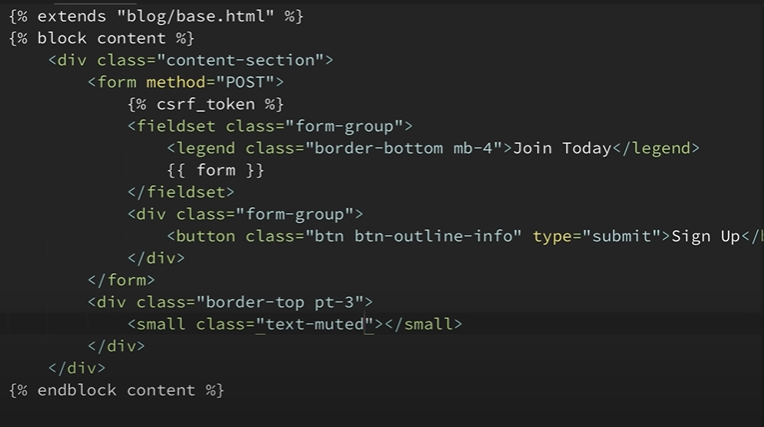 {% extends "blog/base.html" %}
{% block content %}
    <div class="content-section">
        <form method="POST">
            {% csrf_token %}
            <fieldset class="form-group">
                <legend class="border-bottom mb-4">Join Today</legend>
                {{ form }}
            </fieldset>
            <div class="form-group">
                <button class="btn btn-outline-info" type="submit">Sign Up</
            </div>
        </form>
        <div class="border-top pt-3">
            <small class="text-muted"></small>
        </div>
    </div>
{% endblock content %}